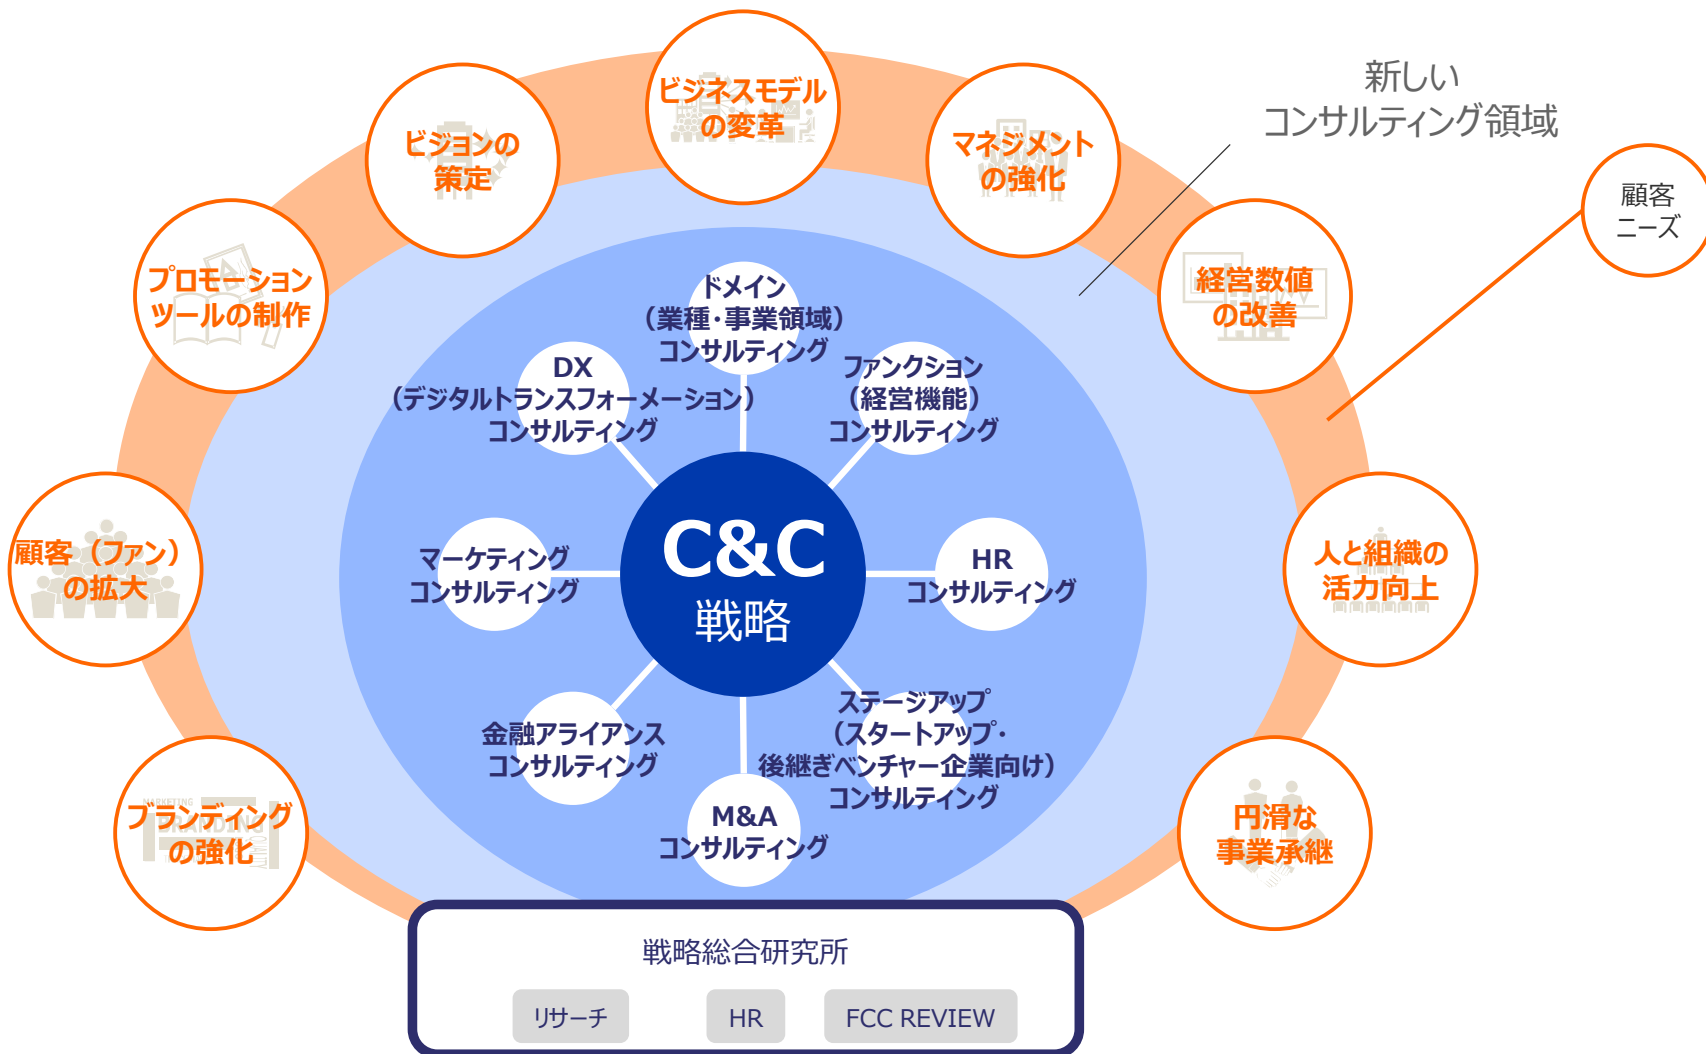 新しい
コンサルティング領域
顧客
ニーズ
ビジネスモデル
の変革
ビジョンの
策定
マネジメント
の強化
プロモーション
ツールの制作
経営数値
の改善
顧客（ファン）
の拡大
人と組織の
活力向上
MARKETING
BRANDING
ブランディング
の強化
円滑な
事業承継
ドメイン
（業種・事業領域）
コンサルティング
DX
（デジタルトランスフォーメーション）
コンサルティング
ファンクション
（経営機能）
コンサルティング
マーケティング
コンサルティング
C&C
戦略
HR
コンサルティング
金融アライアンス
コンサルティング
ステージアップ
（スタートアップ・
後継ぎベンチャー企業向け）
コンサルティング
M&A
コンサルティング
戦略総合研究所
リサーチ
HR
FCC REVIEW